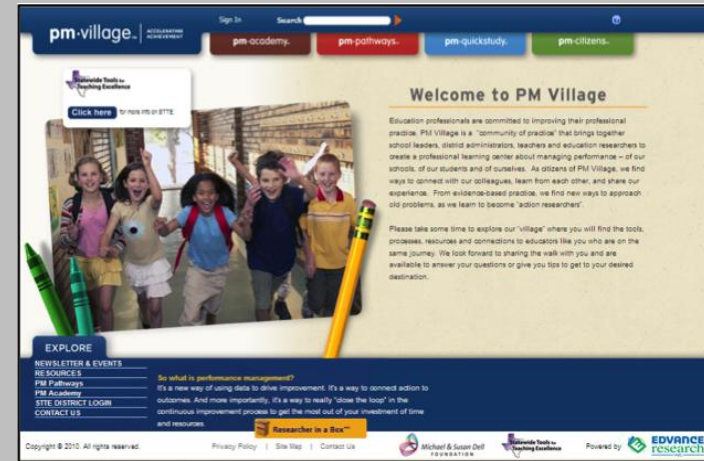 Sign In
Search
pm·village™ ACCELERATING ACHIEVEMENT
pm·academy™
pm·pathways™
pm·quickstudy™
pm·citizens™
Statewide Tools for
Teaching Excellence
Click here for more info on STTE.
Welcome to PM Village
Education professionals are committed to improving their professional
practice. PM Village is a "community of practice" that brings together
school leaders, district administrators, teachers and education researchers to
create a professional learning center about managing performance – of our
schools, of our students and of ourselves. As citizens of PM Village, we find
ways to connect with our colleagues, learn from each other, and share our
experience. From evidence-based practice, we find new ways to approach
old problems, as we learn to become "action researchers".
Please take some time to explore our "village" where you will find the tools,
processes, resources and connections to educators like you who are on the
same journey. We look forward to sharing the walk with you and are
available to answer your questions or give you tips to get to your desired
destination.
EXPLORE
NEWSLETTER & EVENTS
RESOURCES
PM Pathways
PM Academy
STTE DISTRICT LOGIN
CONTACT US
So what is performance management?
It's a new way of using data to drive improvement. It's a way to connect action to
outcomes. And more importantly, it's a way to really "close the loop" in the
continuous improvement process to get the most out of your investment of time
and resources.
Researcher in a Box™
Copyright © 2010. All rights reserved.
Privacy Policy | Site Map | Contact Us
Michael & Susan Dell
FOUNDATION
Statewide Tools for
Teaching Excellence
Powered by EDVANCE
research